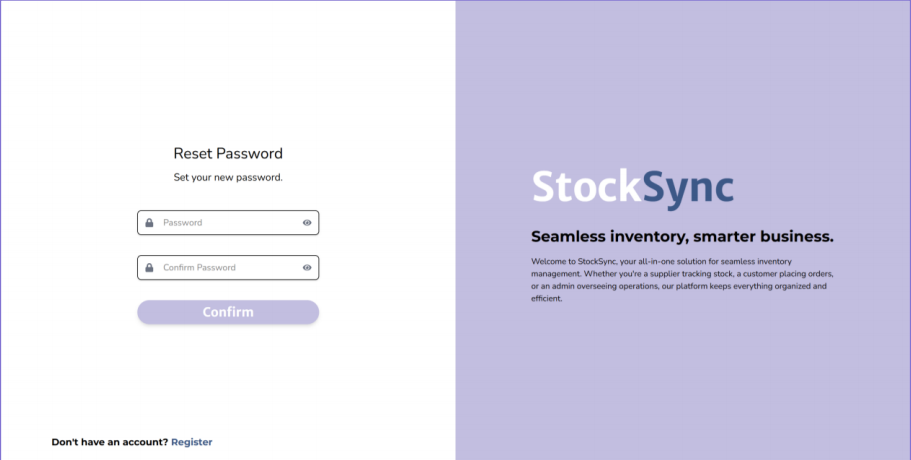 Reset Password
Set your new password.
Password
Confirm Password
Confirm
Don't have an account? Register
StockSync
Seamless inventory, smarter business.
Welcome to StockSync, your all-in-one solution for seamless inventory
management. Whether you're a supplier tracking stock, a customer placing orders,
or an admin overseeing operations, our platform keeps everything organized and
efficient.